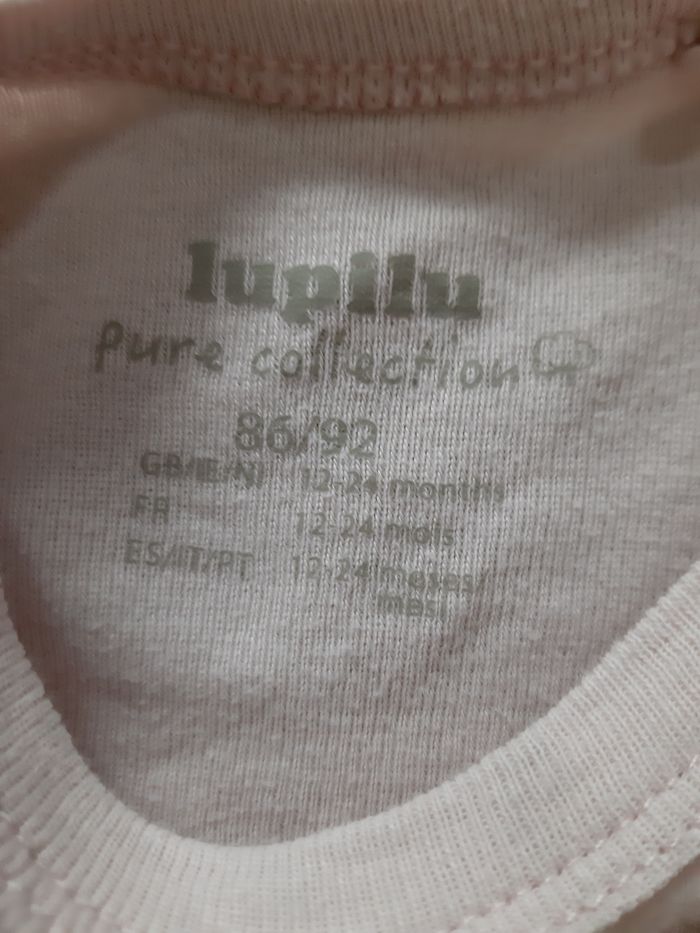 lupilu
Pure collection
86/92
GB/IE/NI 12-24 months
FR 12-24 mois
ES/IT/PT 12-24 meses/
mesi